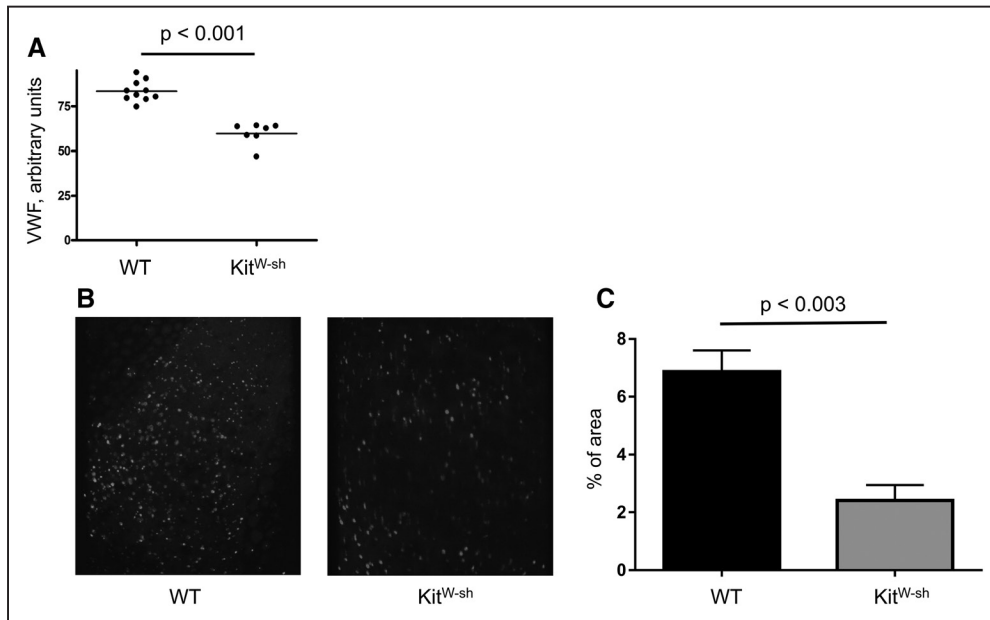 A
p < 0.001
VWF, arbitrary units
75
50
25
0
WT
Kit^W-sh
B
WT
Kit^W-sh
C
p < 0.003
% of area
8
6
4
2
0
WT
Kit^W-sh